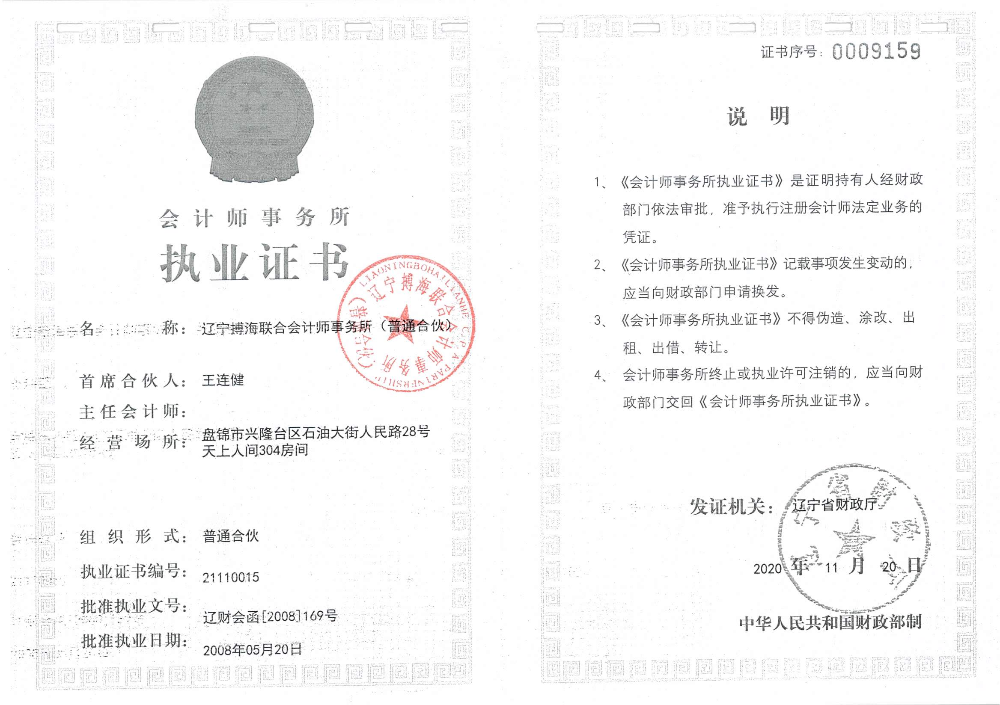 会计师事务所
执业证书
名称：辽宁搏海联合会计师事务所（普通合伙）
首席合伙人：王连健
主任会计师：
经营场所：盘锦市兴隆台区石油大街人民路28号
天上人间304房间
组织形式：普通合伙
执业证书编号：21110015
批准执业文号：辽财会函[2008]169号
批准执业日期：2008年05月20日
LIAONINGBOHAILIANHE C.P.A PARTNERSHIP
辽宁搏海联合会计师事务所（普通合伙）
证书序号：0009159
说 明
1、《会计师事务所执业证书》是证明持有人经财政
部门依法审批，准予执行注册会计师法定业务的
凭证。
2、《会计师事务所执业证书》记载事项发生变动的，
应当向财政部门申请换发。
3、《会计师事务所执业证书》不得伪造、涂改、出
租、出借、转让。
4、会计师事务所终止或执业许可注销的，应当向财
政部门交回《会计师事务所执业证书》。
发证机关：辽宁省财政厅
2020 年 11 月 20 日
中华人民共和国财政部制